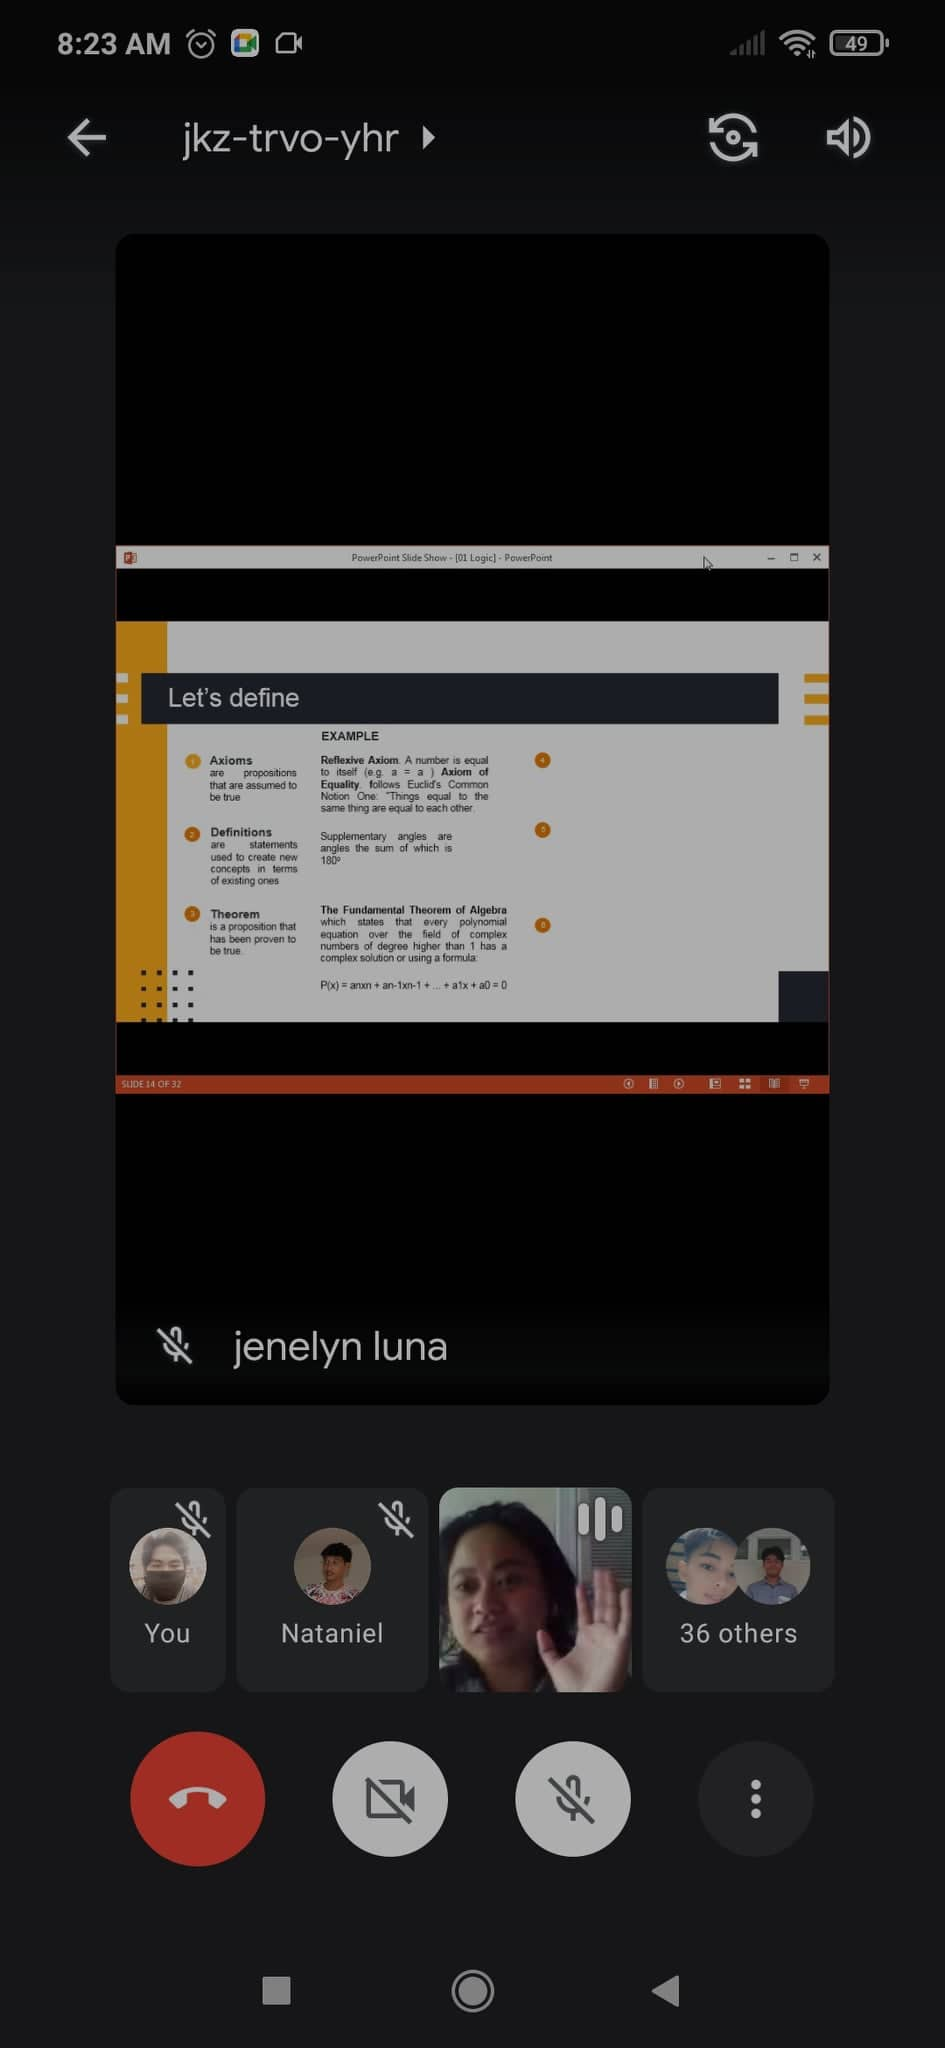 8:23 AM
49
jkz-trvo-yhr
PowerPoint Slide Show - [01 Logic] - PowerPoint
Let's define
EXAMPLE
1
Axioms
are propositions
that are assumed to
be true
Reflexive Axiom. A number is equal
to itself (e.g. a = a ) Axiom of
Equality. follows Euclid's Common
Notion One: "Things equal to the
same thing are equal to each other.
4
2
Definitions
are statements
used to create new
concepts in terms
of existing ones
Supplementary angles are
angles the sum of which is
180º
5
3
Theorem
is a proposition that
has been proven to
be true.
The Fundamental Theorem of Algebra
which states that every polynomial
equation over the field of complex
numbers of degree higher than 1 has a
complex solution or using a formula:
P(x) = anxn + an-1xn-1 + ... + a1x + a0 = 0
6
SLIDE 14 OF 32
jenelyn luna
You
Nataniel
36 others